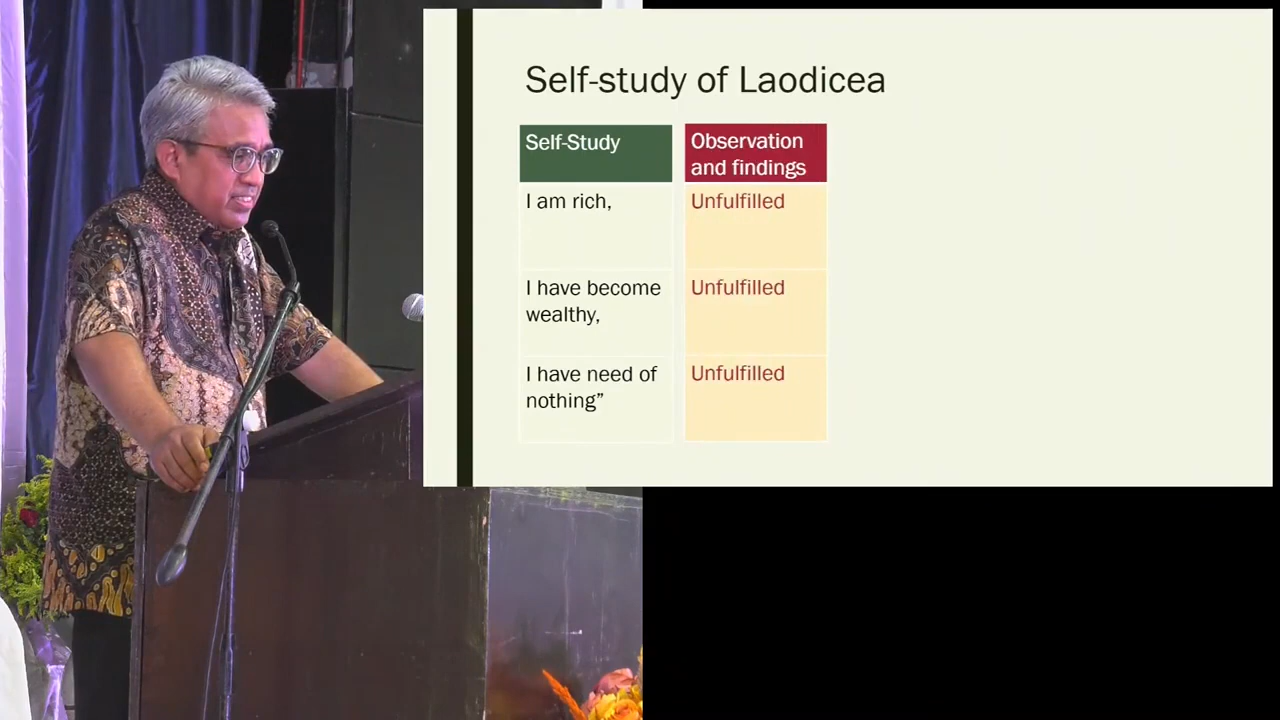 Self-study of Laodicea
Self-Study
Observation
and findings
I am rich,
Unfulfilled
I have become
wealthy,
Unfulfilled
I have need of
nothing”
Unfulfilled